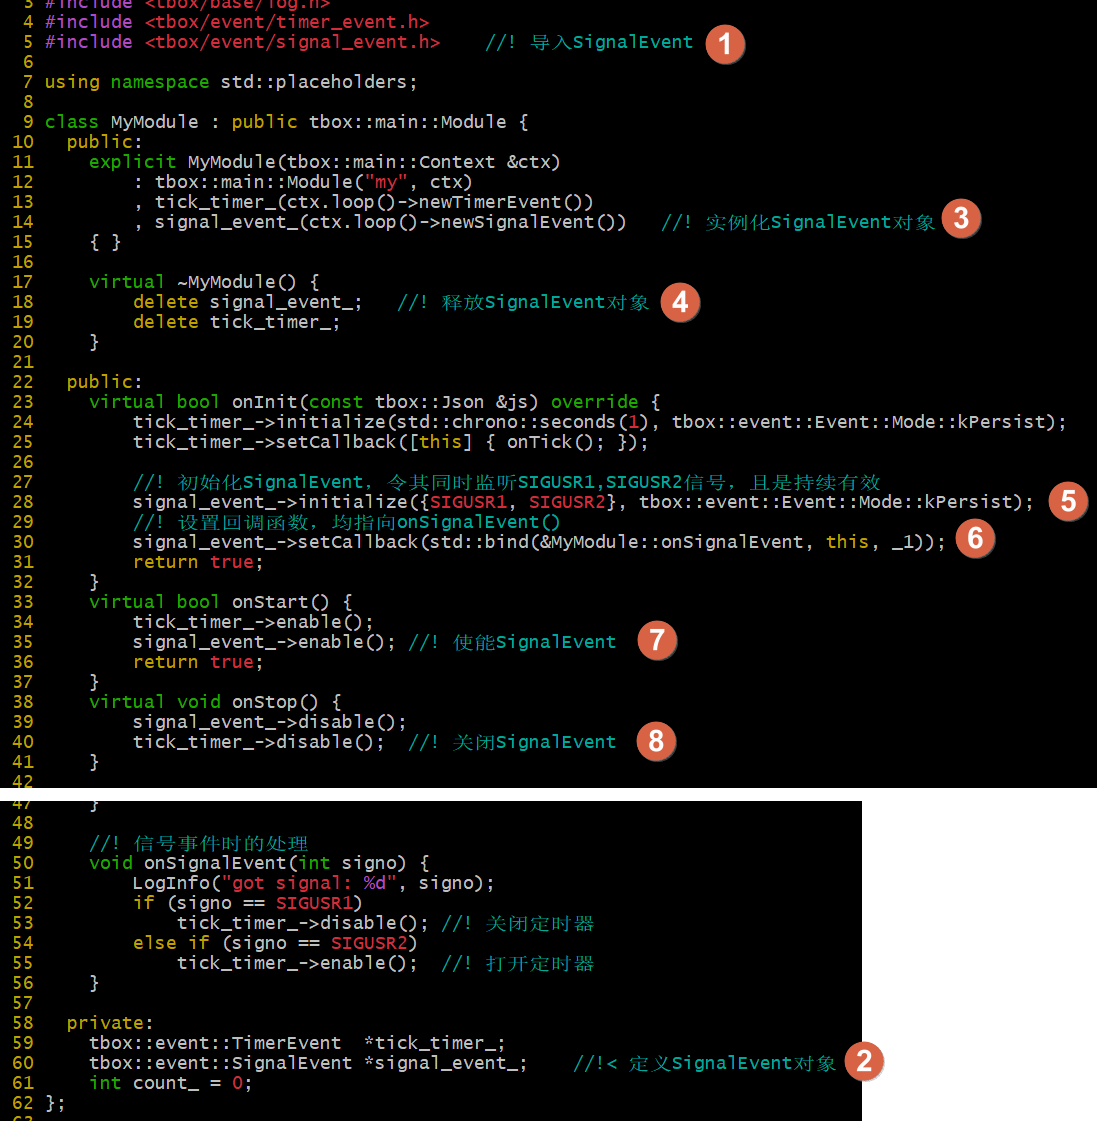 3 #include <tbox/base/log.h>
4 #include <tbox/event/timer_event.h>
5 #include <tbox/event/signal_event.h>    //! 导入SignalEvent 1
6
7 using namespace std::placeholders;
8
9 class MyModule : public tbox::main::Module {
10   public:
11     explicit MyModule(tbox::main::Context &ctx)
12         : tbox::main::Module("my", ctx)
13         , tick_timer_(ctx.loop()->newTimerEvent())
14         , signal_event_(ctx.loop()->newSignalEvent())   //! 实例化SignalEvent对象 3
15     { }
16
17     virtual ~MyModule() {
18         delete signal_event_;   //! 释放SignalEvent对象 4
19         delete tick_timer_;
20     }
21
22   public:
23     virtual bool onInit(const tbox::Json &js) override {
24         tick_timer_->initialize(std::chrono::seconds(1), tbox::event::Event::Mode::kPersist);
25         tick_timer_->setCallback([this] { onTick(); });
26
27         //! 初始化SignalEvent，令其同时监听SIGUSR1,SIGUSR2信号，且是持续有效
28         signal_event_->initialize({SIGUSR1, SIGUSR2}, tbox::event::Event::Mode::kPersist); 5
29         //! 设置回调函数，均指向onSignalEvent()
30         signal_event_->setCallback(std::bind(&MyModule::onSignalEvent, this, _1)); 6
31         return true;
32     }
33     virtual bool onStart() {
34         tick_timer_->enable();
35         signal_event_->enable(); //! 使能SignalEvent 7
36         return true;
37     }
38     virtual void onStop() {
39         signal_event_->disable();
40         tick_timer_->disable();  //! 关闭SignalEvent 8
41     }
42
47     }
48
49     //! 信号事件时的处理
50     void onSignalEvent(int signo) {
51         LogInfo("got signal: %d", signo);
52         if (signo == SIGUSR1)
53             tick_timer_->disable(); //! 关闭定时器
54         else if (signo == SIGUSR2)
55             tick_timer_->enable();  //! 打开定时器
56     }
57
58   private:
59     tbox::event::TimerEvent  *tick_timer_;
60     tbox::event::SignalEvent *signal_event_;    //!< 定义SignalEvent对象 2
61     int count_ = 0;
62 };
63